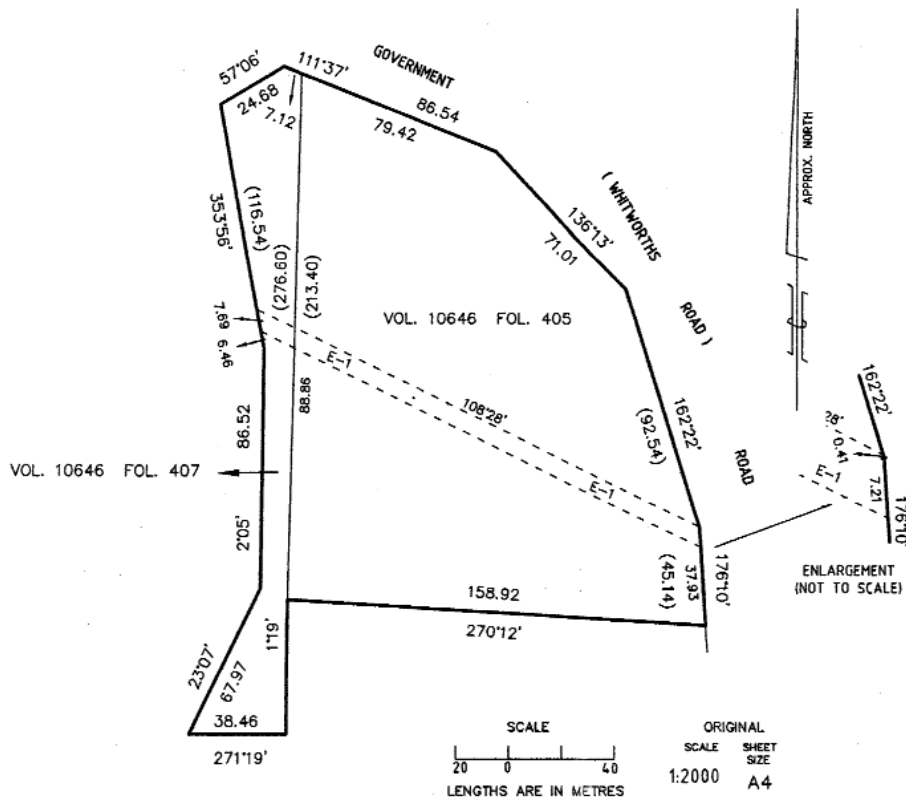 GOVERNMENT
(WHITWORTHS
ROAD)
ROAD
57°06'
24.68
111°37'
7.12
86.54
79.42
136°13'
71.01
162°22'
(92.54)
353°56'
(116.54)
(276.60)
(213.40)
7.69
6.46
E-1
88.86
108°28'
E-1
VOL. 10646 FOL. 405
VOL. 10646 FOL. 407
86.52
2°05'
1°19'
158.92
270°12'
(45.14)
37.93
176°10'
23°07'
67.97
38.46
271°19'
APPROX. NORTH
162°22'
28'
0.41
E-1
7.21
176°10'
ENLARGEMENT
(NOT TO SCALE)
SCALE
20 0 40
LENGTHS ARE IN METRES
ORIGINAL
SCALE SHEET
SIZE
1:2000 A4